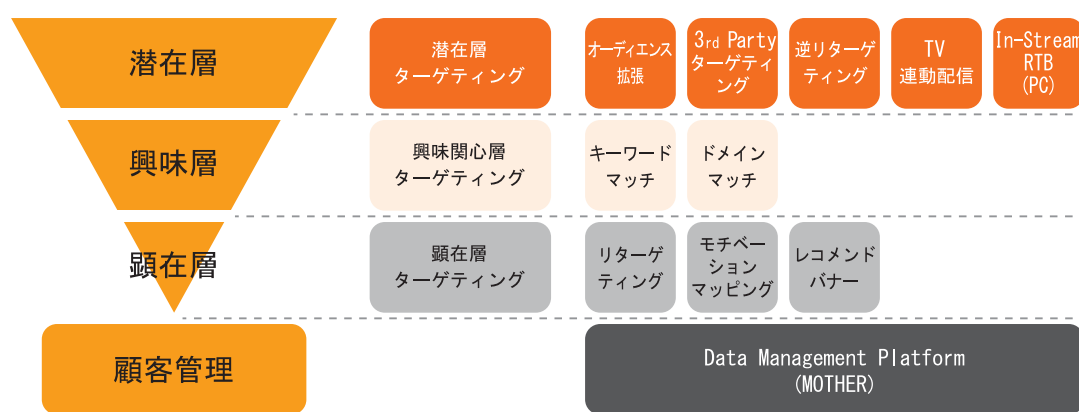 潜在層
潜在層
ターゲティング
オーディエンス
拡張
3rd Party
ターゲティ
ング
逆リターゲ
ティング
TV
連動配信
In-Stream
RTB
(PC)
興味層
興味関心層
ターゲティング
キーワード
マッチ
ドメイン
マッチ
顕在層
顕在層
ターゲティング
リターゲ
ティング
モチベー
ション
マッピング
レコメンド
バナー
顧客管理
Data Management Platform
(MOTHER)